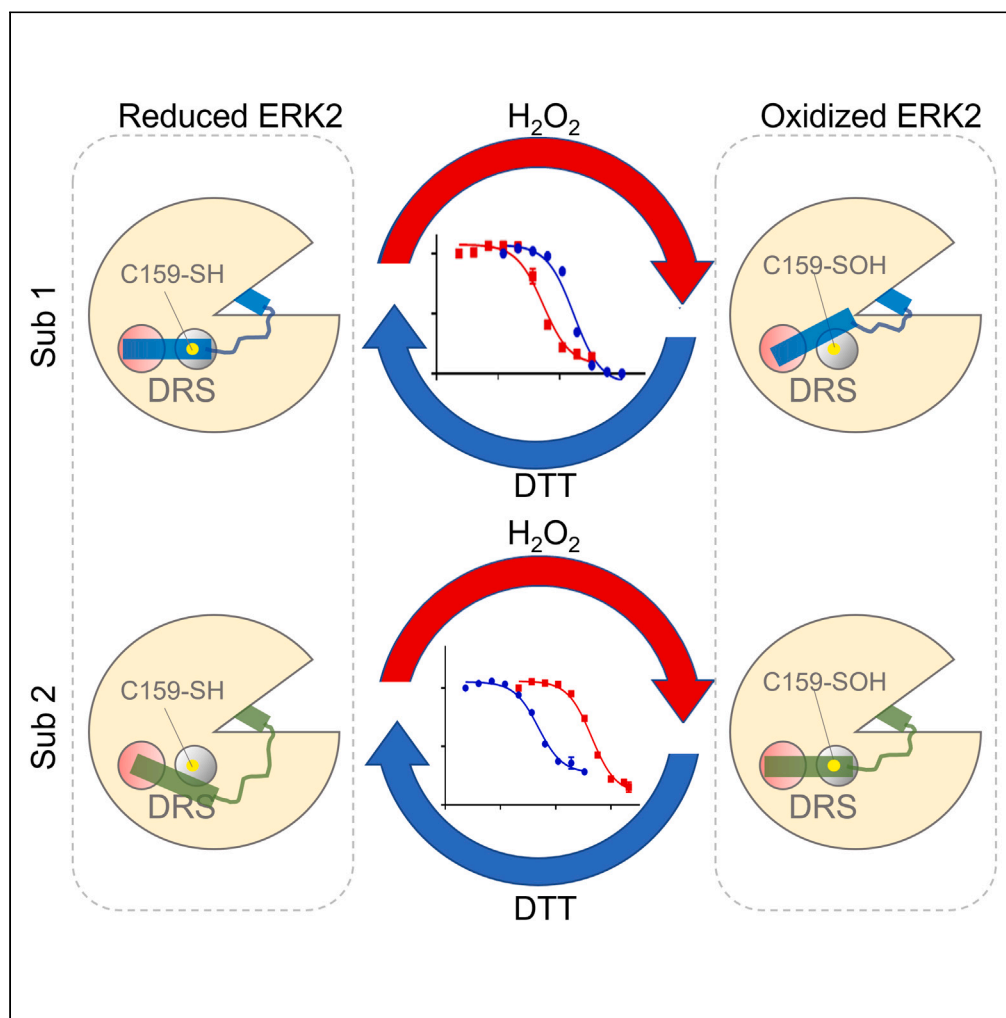 Reduced ERK2
H₂O₂
Oxidized ERK2
Sub 1
C159-SH
DRS
C159-SOH
DRS
DTT
H₂O₂
Sub 2
C159-SH
DRS
C159-SOH
DRS
DTT